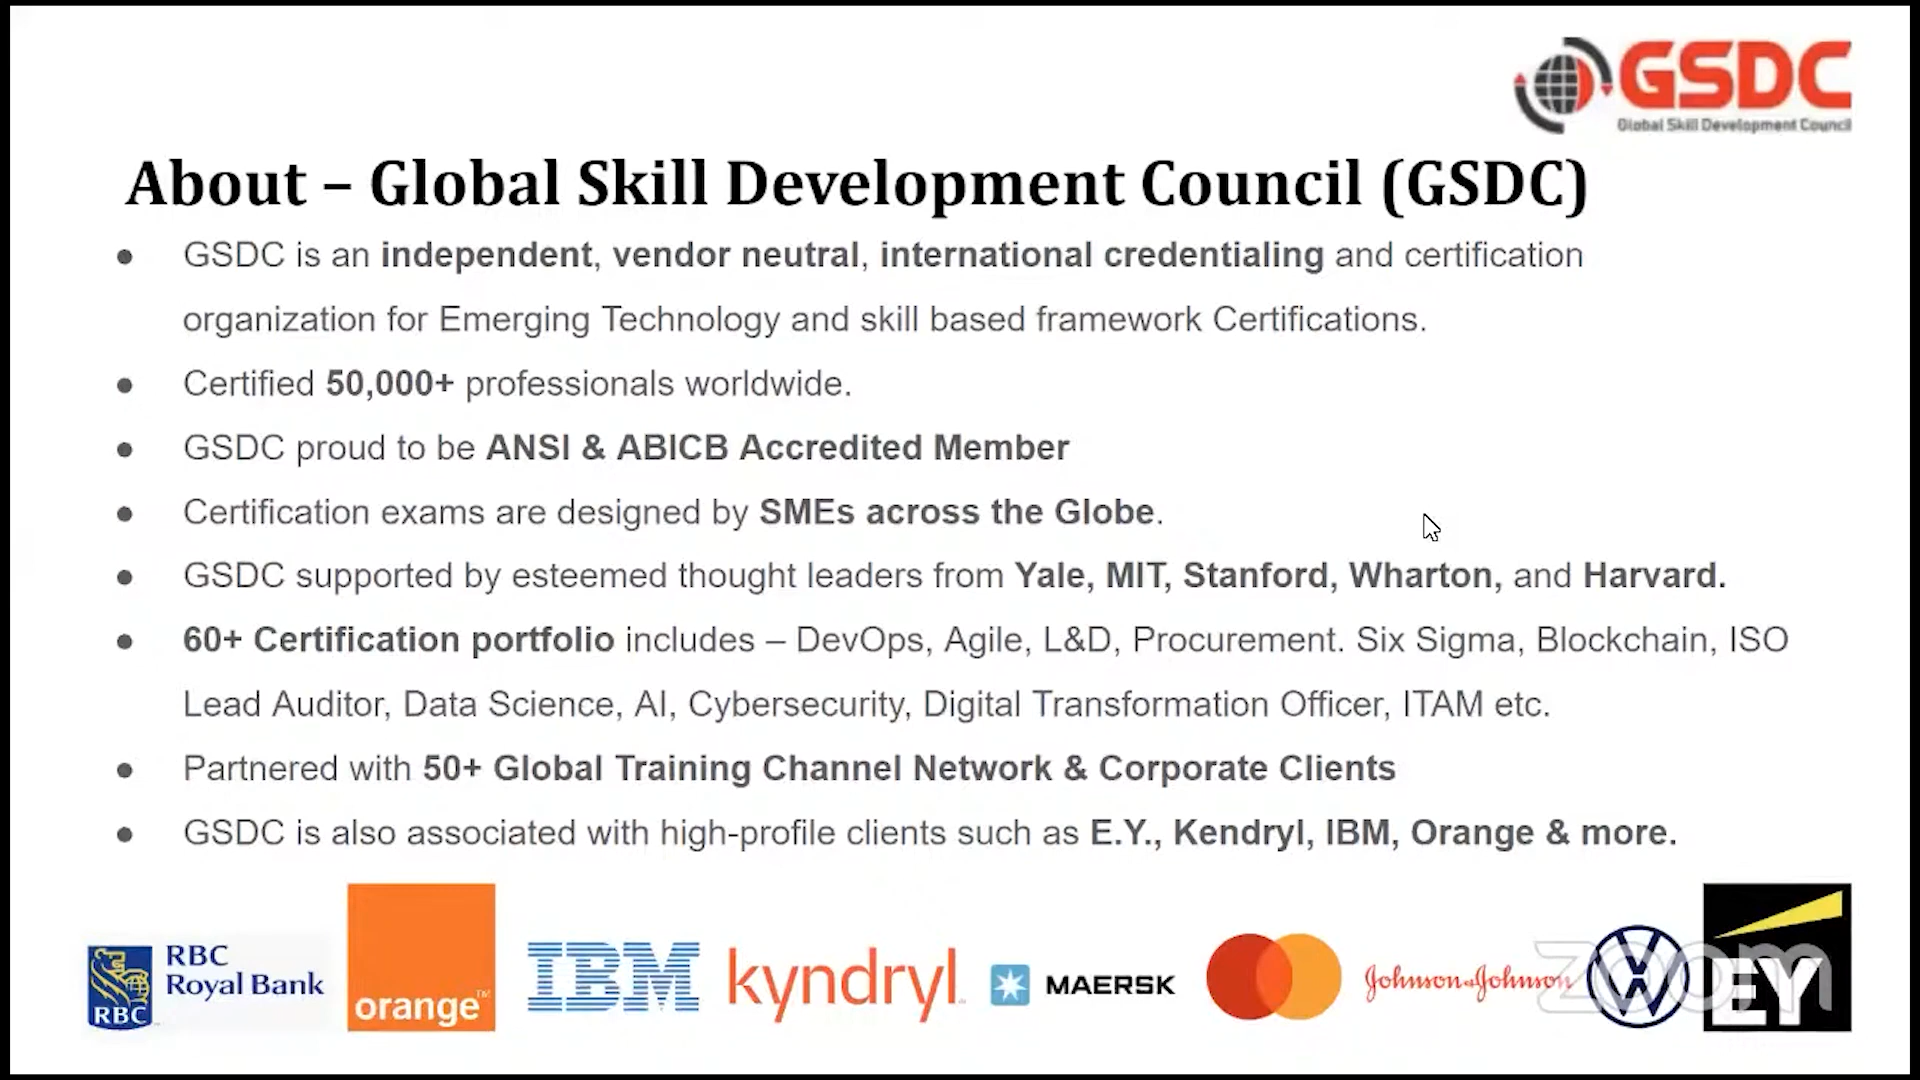 GSDC
Global Skill Development Council
About – Global Skill Development Council (GSDC)
● GSDC is an independent, vendor neutral, international credentialing and certification
organization for Emerging Technology and skill based framework Certifications.
● Certified 50,000+ professionals worldwide.
● GSDC proud to be ANSI & ABICB Accredited Member
● Certification exams are designed by SMEs across the Globe.
● GSDC supported by esteemed thought leaders from Yale, MIT, Stanford, Wharton, and Harvard.
● 60+ Certification portfolio includes – DevOps, Agile, L&D, Procurement. Six Sigma, Blockchain, ISO
Lead Auditor, Data Science, AI, Cybersecurity, Digital Transformation Officer, ITAM etc.
● Partnered with 50+ Global Training Channel Network & Corporate Clients
● GSDC is also associated with high-profile clients such as E.Y., Kendryl, IBM, Orange & more.
RBC
RBC
Royal Bank
orange™
IBM
kyndryl
MAERSK
Johnson&Johnson
VW
EY
zoom